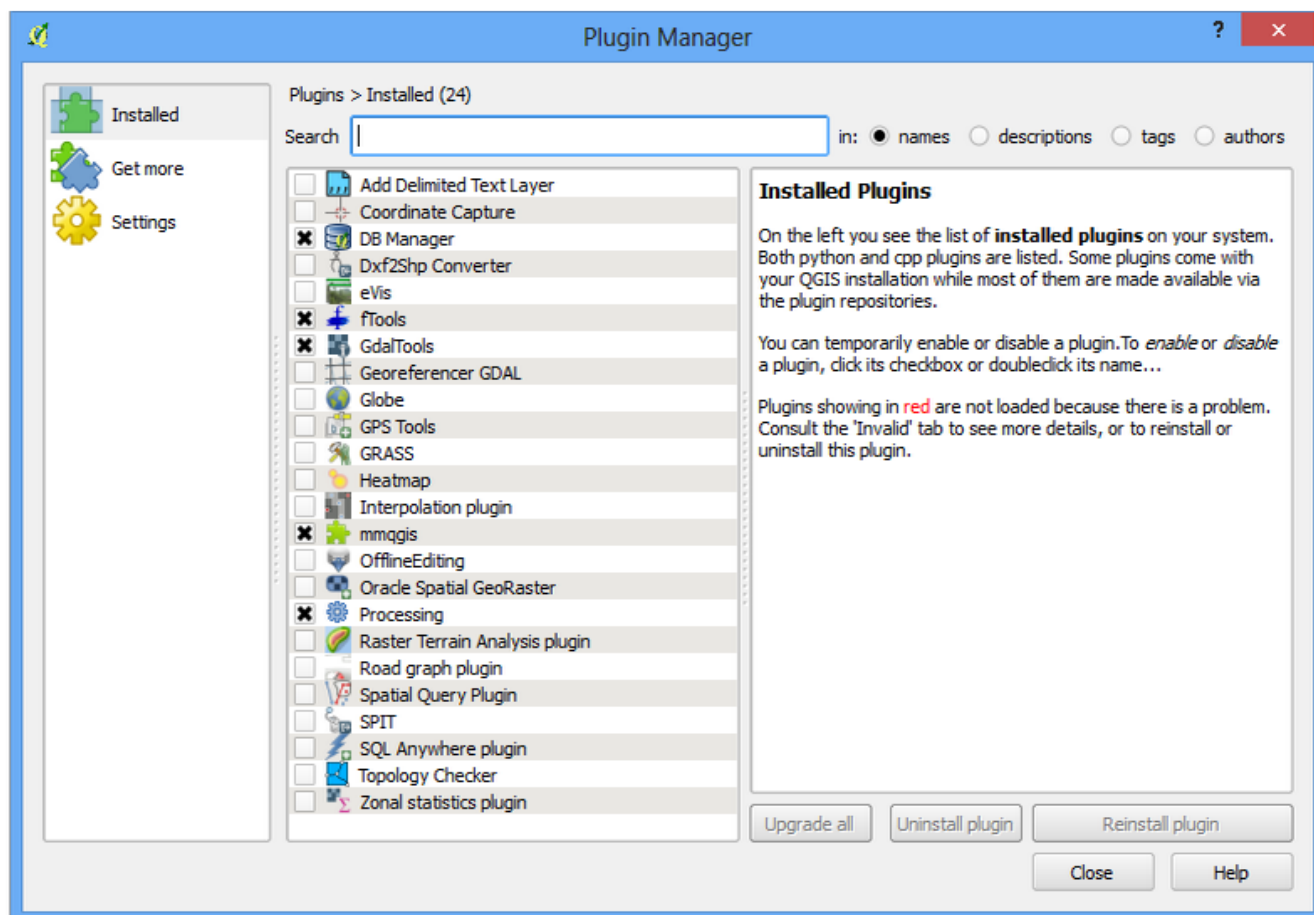 Plugin Manager
?
Installed
Get more
Settings
Plugins > Installed (24)
Search
in: names descriptions tags authors
Add Delimited Text Layer
Coordinate Capture
DB Manager
Dxf2Shp Converter
eVis
fTools
GdalTools
Georeferencer GDAL
Globe
GPS Tools
GRASS
Heatmap
Interpolation plugin
mmqgis
OfflineEditing
Oracle Spatial GeoRaster
Processing
Raster Terrain Analysis plugin
Road graph plugin
Spatial Query Plugin
SPIT
SQL Anywhere plugin
Topology Checker
Zonal statistics plugin
Installed Plugins
On the left you see the list of installed plugins on your system.
Both python and cpp plugins are listed. Some plugins come with
your QGIS installation while most of them are made available via
the plugin repositories.
You can temporarily enable or disable a plugin.To enable or disable
a plugin, click its checkbox or doubleclick its name...
Plugins showing in red are not loaded because there is a problem.
Consult the 'Invalid' tab to see more details, or to reinstall or
uninstall this plugin.
Upgrade all
Uninstall plugin
Reinstall plugin
Close
Help